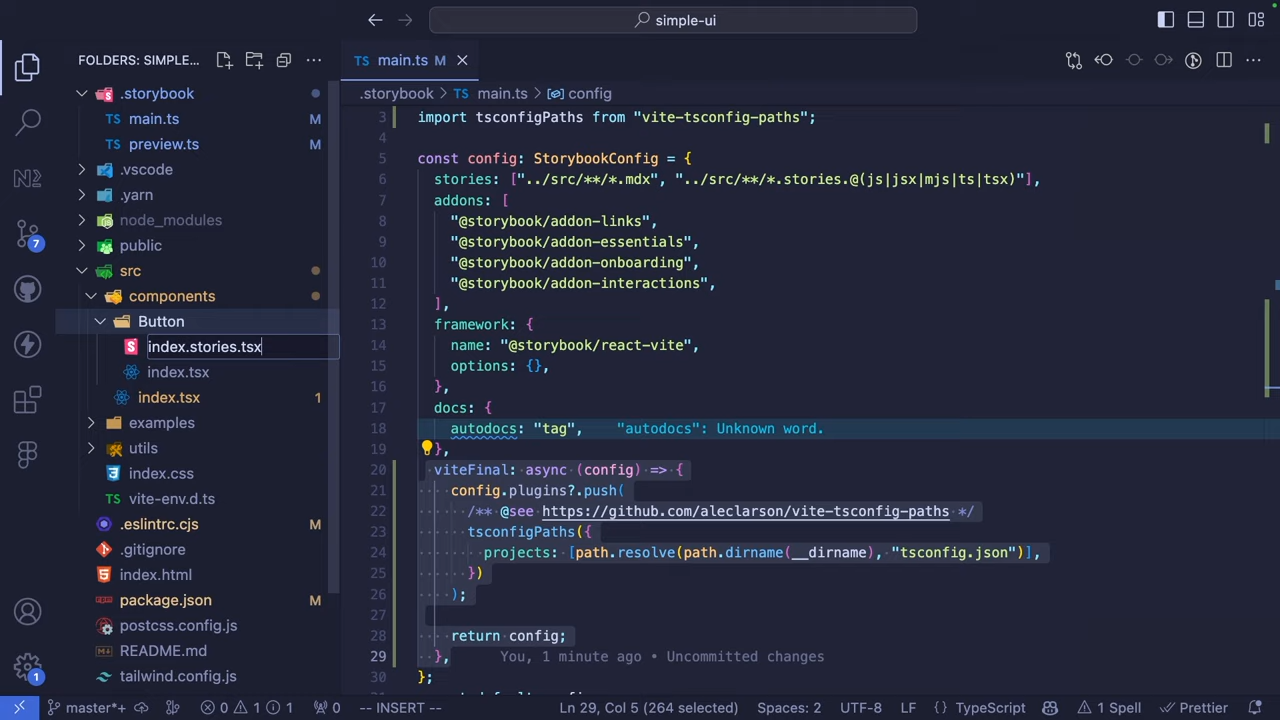 simple-ui
FOLDERS: SIMPLE...
.storybook
main.ts M
preview.ts M
.vscode
.yarn
node_modules
public
src
components
Button
index.stories.tsx
index.tsx
index.tsx 1
examples
utils
index.css
vite-env.d.ts
.eslintrc.cjs M
.gitignore
index.html
package.json M
postcss.config.js
README.md
tailwind.config.js
7
1
TS main.ts M
.storybook > TS main.ts > config
3 import tsconfigPaths from "vite-tsconfig-paths";
4
5 const config: StorybookConfig = {
6 stories: ["../src/**/*.mdx", "../src/**/*.stories.@(js|jsx|mjs|ts|tsx)"],
7 addons: [
8 "@storybook/addon-links",
9 "@storybook/addon-essentials",
10 "@storybook/addon-onboarding",
11 "@storybook/addon-interactions",
12 ],
13 framework: {
14 name: "@storybook/react-vite",
15 options: {},
16 },
17 docs: {
18 autodocs: "tag", "autodocs": Unknown word.
19 },
20 viteFinal: async (config) => {
21 config.plugins?.push(
22 /** @see https://github.com/aleclarson/vite-tsconfig-paths */
23 tsconfigPaths({
24 projects: [path.resolve(path.dirname(__dirname), "tsconfig.json")],
25 })
26 );
27
28 return config;
29 }, You, 1 minute ago • Uncommitted changes
30 };
master*+ 0 1 1 0 -- INSERT -- Ln 29, Col 5 (264 selected) Spaces: 2 UTF-8 LF {} TypeScript 1 Spell Prettier